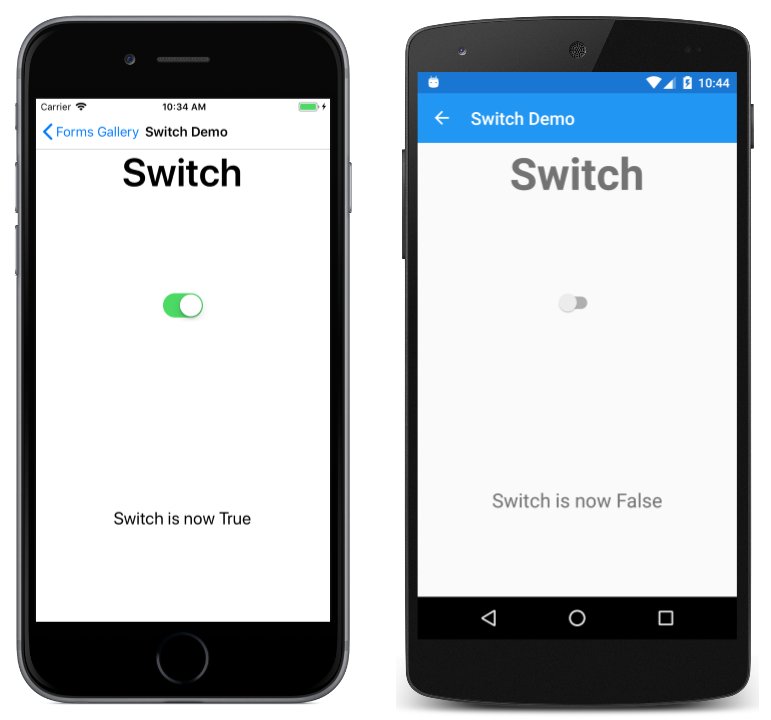 Carrier 10:34 AM
Forms Gallery Switch Demo
Switch
Switch is now True
10:44
Switch Demo
Switch
Switch is now False